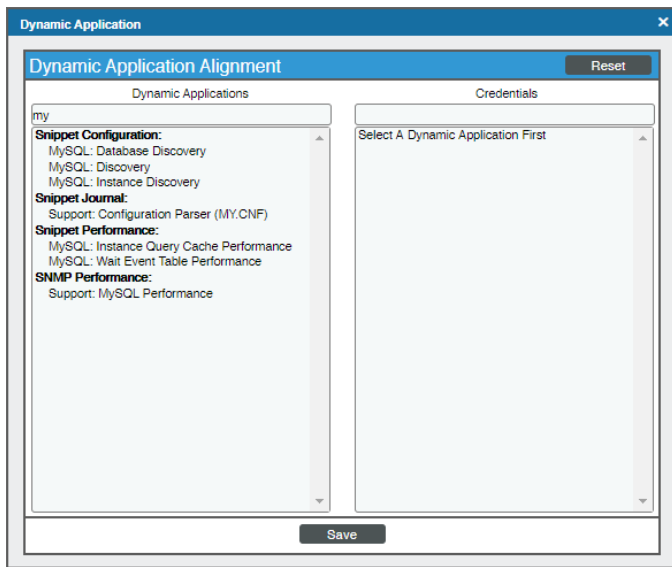 Dynamic Application
Dynamic Application Alignment
Reset
Dynamic Applications
my
Snippet Configuration:
MySQL: Database Discovery
MySQL: Discovery
MySQL: Instance Discovery
Snippet Journal:
Support: Configuration Parser (MY.CNF)
Snippet Performance:
MySQL: Instance Query Cache Performance
MySQL: Wait Event Table Performance
SNMP Performance:
Support: MySQL Performance
Credentials
Select A Dynamic Application First
Save